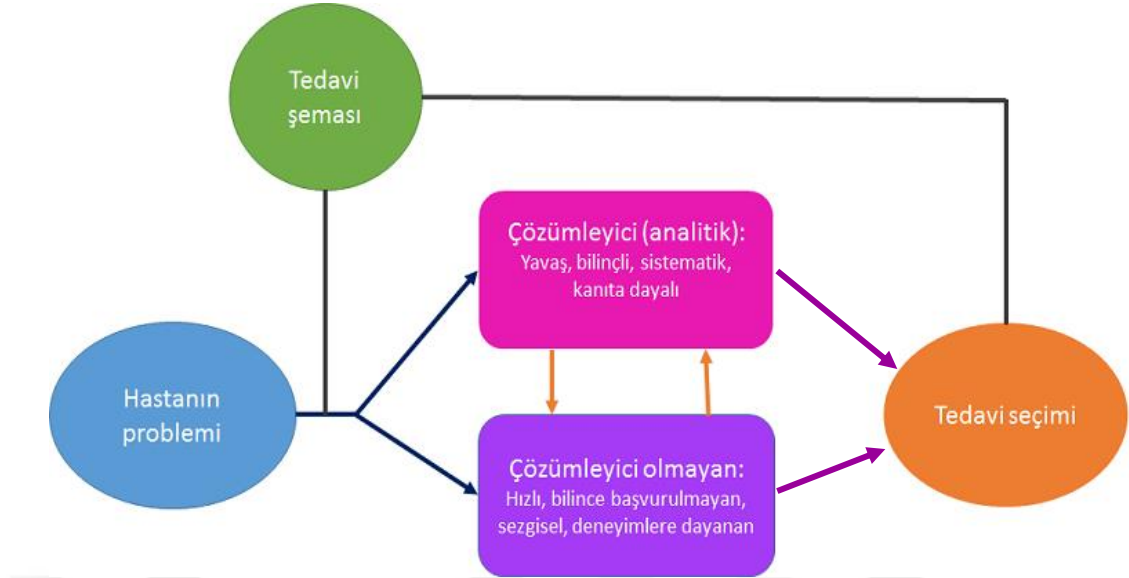 Tedavi
şeması
Çözümleyici (analitik):
Yavaş, bilinçli, sistematik,
kanıta dayalı
Hastanın
problemi
Tedavi seçimi
Çözümleyici olmayan:
Hızlı, bilince başvurulmayan,
sezgisel, deneyimlere dayanan